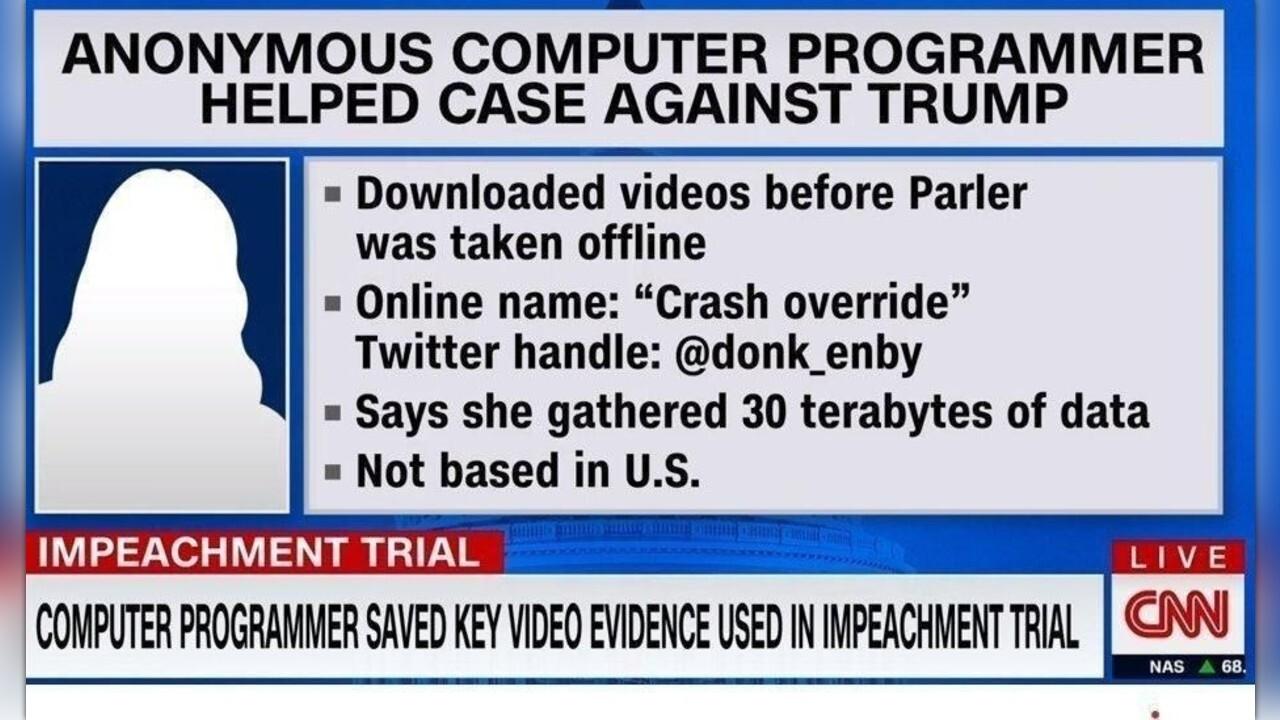 ANONYMOUS COMPUTER PROGRAMMER
HELPED CASE AGAINST TRUMP
Downloaded videos before Parler
was taken offline
Online name: “Crash override”
Twitter handle: @donk_enby
Says she gathered 30 terabytes of data
Not based in U.S.
IMPEACHMENT TRIAL
COMPUTER PROGRAMMER SAVED KEY VIDEO EVIDENCE USED IN IMPEACHMENT TRIAL
LIVE
CNN
NAS ▲ 68.